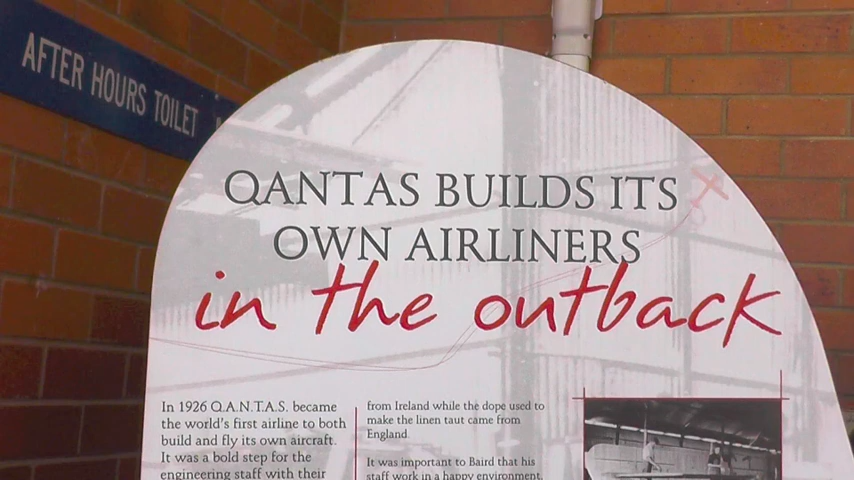 AFTER HOURS TOILET
QANTAS BUILDS ITS
OWN AIRLINERS
in the outback
In 1926 Q.A.N.T.A.S. became
the world's first airline to both
build and fly its own aircraft.
It was a bold step for the
engineering staff with their
from Ireland while the dope used to
make the linen taut came from
England.
It was important to Baird that his
staff work in a happy environment.